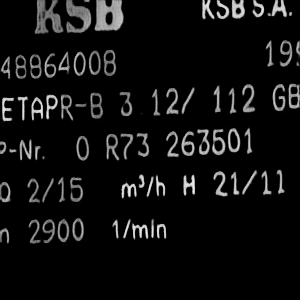 KSB KSB S.A.
48864008 199
ETAPR-B 3 12/ 112 GB
P-Nr. 0 R73 263501
Q 2/15 m³/h H 21/11
n 2900 1/min